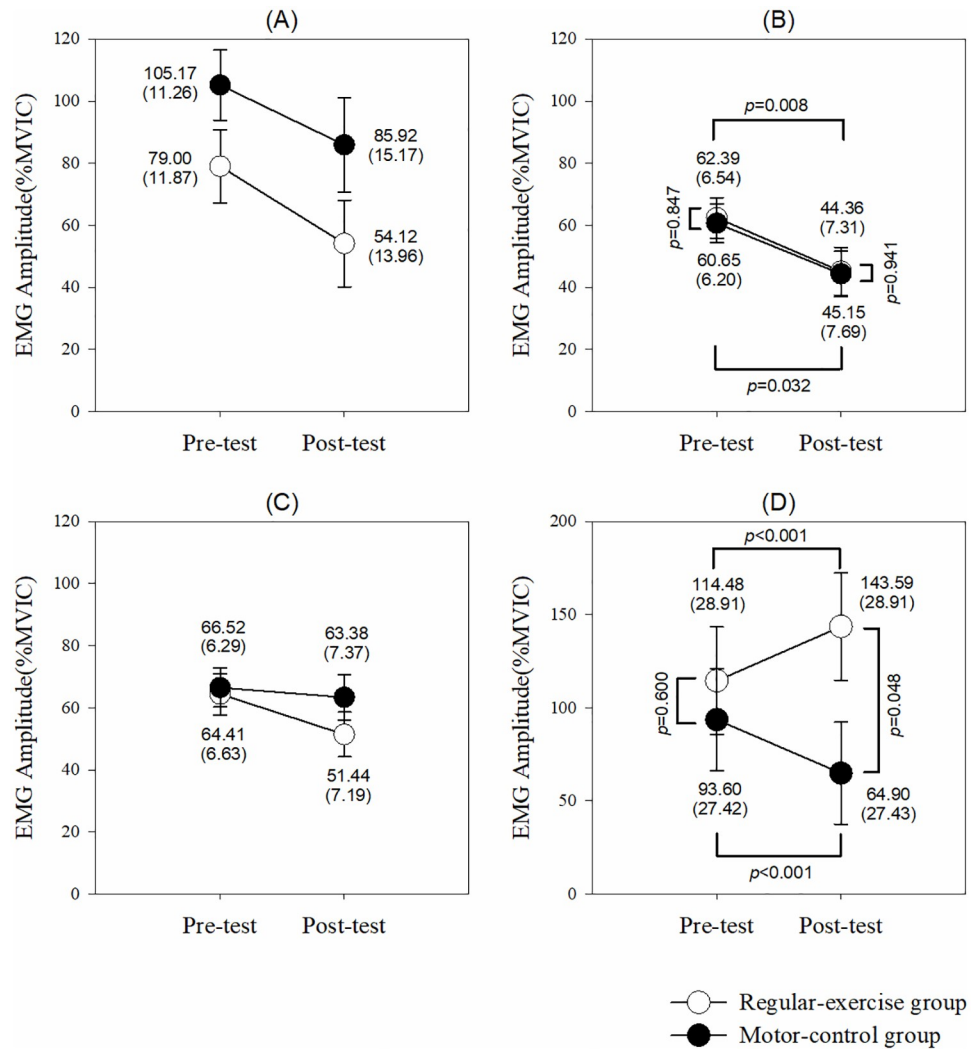 (A)
EMG Amplitude(%MVIC)
120
100
80
60
40
20
0
105.17
(11.26)
79.00
(11.87)
85.92
(15.17)
54.12
(13.96)
Pre-test
Post-test
(B)
EMG Amplitude(%MVIC)
120
100
80
60
40
20
0
p=0.008
62.39
(6.54)
44.36
(7.31)
p=0.847
p=0.941
60.65
(6.20)
45.15
(7.69)
p=0.032
Pre-test
Post-test
(C)
EMG Amplitude(%MVIC)
120
100
80
60
40
20
0
66.52
(6.29)
63.38
(7.37)
64.41
(6.63)
51.44
(7.19)
Pre-test
Post-test
(D)
EMG Amplitude(%MVIC)
200
150
100
50
0
p<0.001
114.48
(28.91)
143.59
(28.91)
p=0.600
p=0.048
93.60
(27.42)
64.90
(27.43)
p<0.001
Pre-test
Post-test
Regular-exercise group
Motor-control group